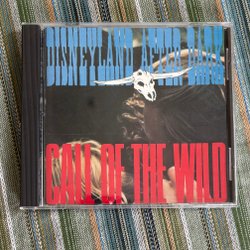 DISNEYLAND AFTER DARK
CALL OF THE WILD